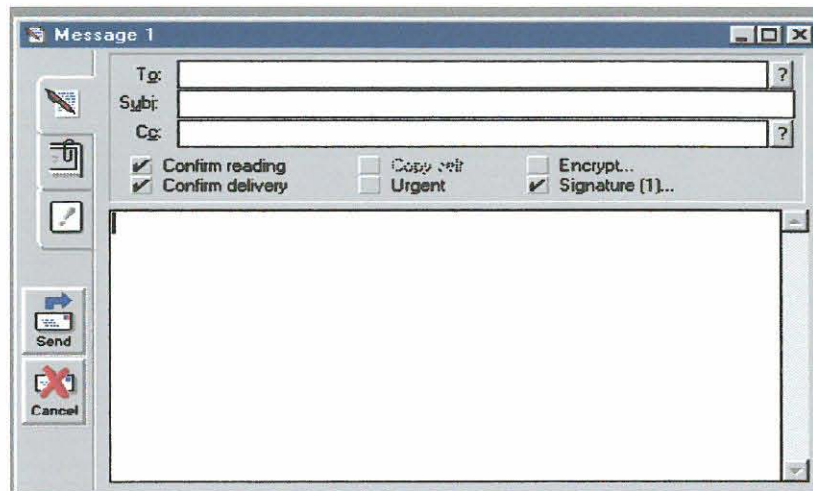 Message 1
To: ?
Subj:
Cc: ?
Confirm reading Copy self Encrypt...
Confirm delivery Urgent Signature (1)...
Send
Cancel